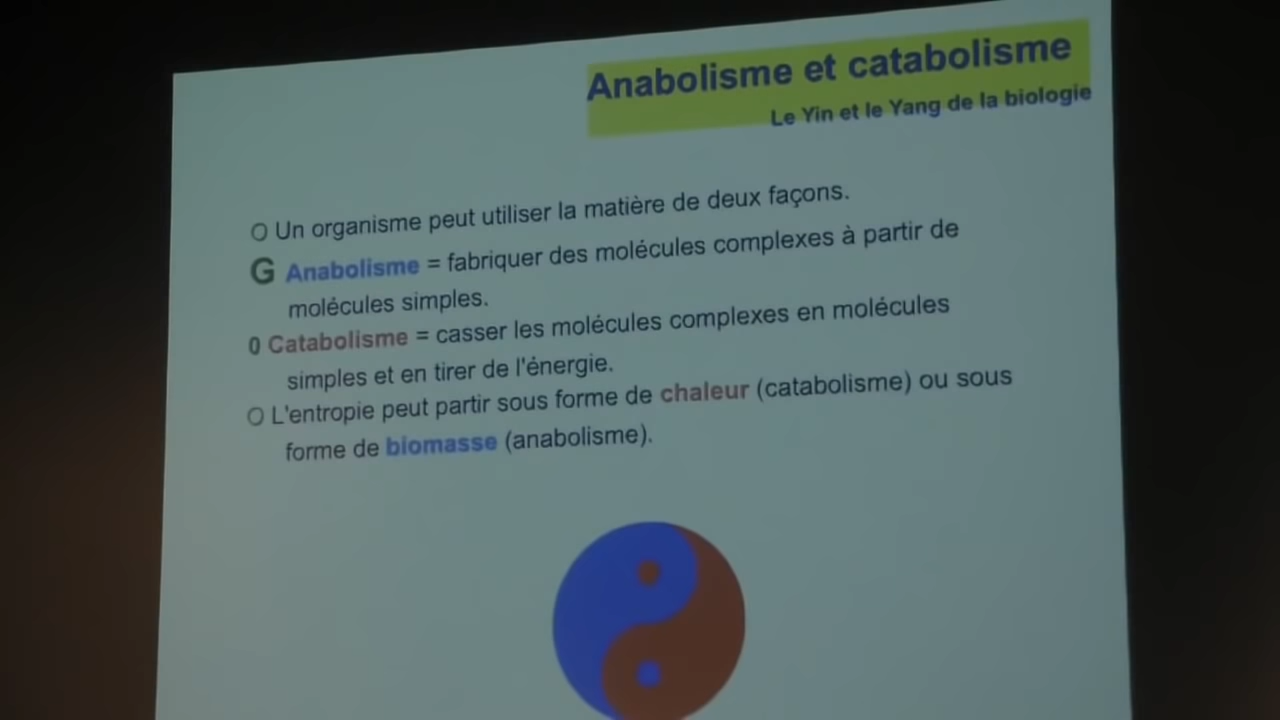 Anabolisme et catabolisme
Le Yin et le Yang de la biologie
O Un organisme peut utiliser la matière de deux façons.
G Anabolisme = fabriquer des molécules complexes à partir de
molécules simples.
0 Catabolisme = casser les molécules complexes en molécules
simples et en tirer de l'énergie.
O L'entropie peut partir sous forme de chaleur (catabolisme) ou sous
forme de biomasse (anabolisme).